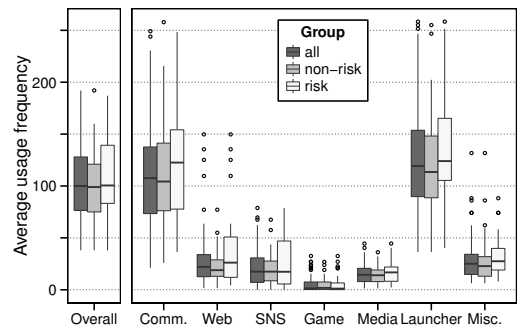 Average usage frequency
200
100
0
Group
all
non−risk
risk
Overall Comm. Web SNS Game Media Launcher Misc.